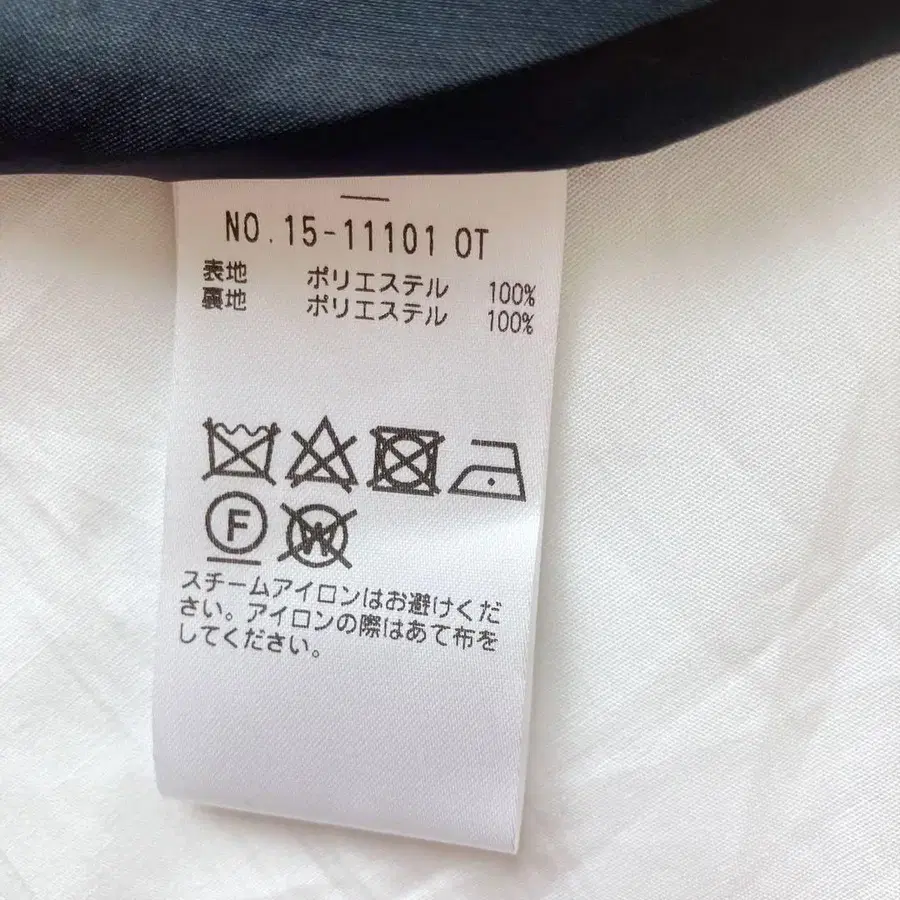 NO.15-11101 OT
表地 ポリエステル 100%
裏地 ポリエステル 100%
F W
スチームアイロンはお避けくだ
さい。アイロンの際はあて布を
してください。